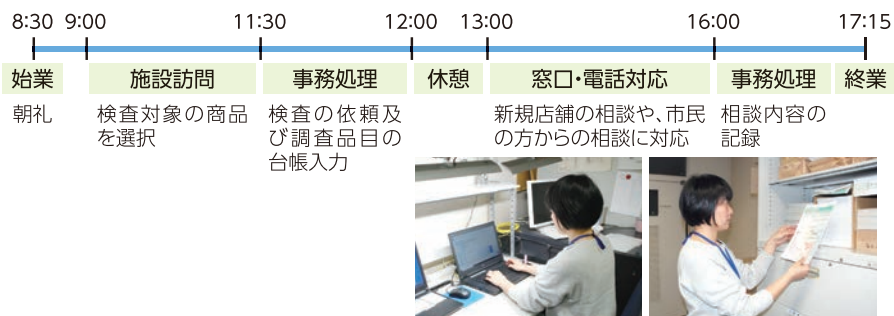 8:30 9:00 11:30 12:00 13:00 16:00 17:15
始業 施設訪問 事務処理 休憩 窓口・電話対応 事務処理 終業
朝礼
検査対象の商品
を選択
検査の依頼及
び調査品目の
台帳入力
新規店舗の相談や、市民
の方からの相談に対応
相談内容の
記録